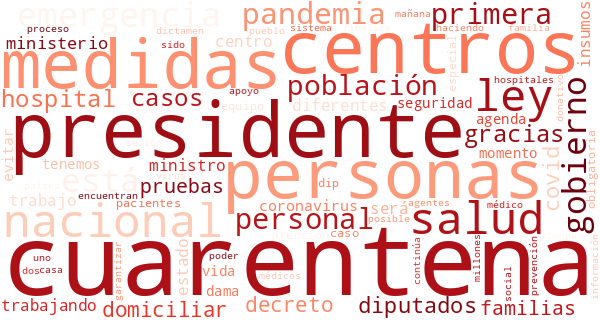 emergencia
pandemia
mañana
primera
insumos
proceso
dictamen
sistema
haciendo
familia
ministerio
sido
centro
pueblo
especial
medidas
centros
hospital
casos
apoyo
población
ley
hospitales
donativo
equipo
diferentes
seguridad
agenda
gobierno
presidente
gracias
obligatoria
evitar
tenemos
está
ministro
virus
personas
momento
covid
pruebas
dip
trabajo
encuentran
pacientes
coronavirus
será
agentes
médico
nacional
personal
caso
posible
salud
información
cuarentena
uno
dos
casa
garantizar
estado
poder
vida
médicos
dama
continúa
millones
social
prevención
trabajando
domiciliar
decreto
diputados
familias